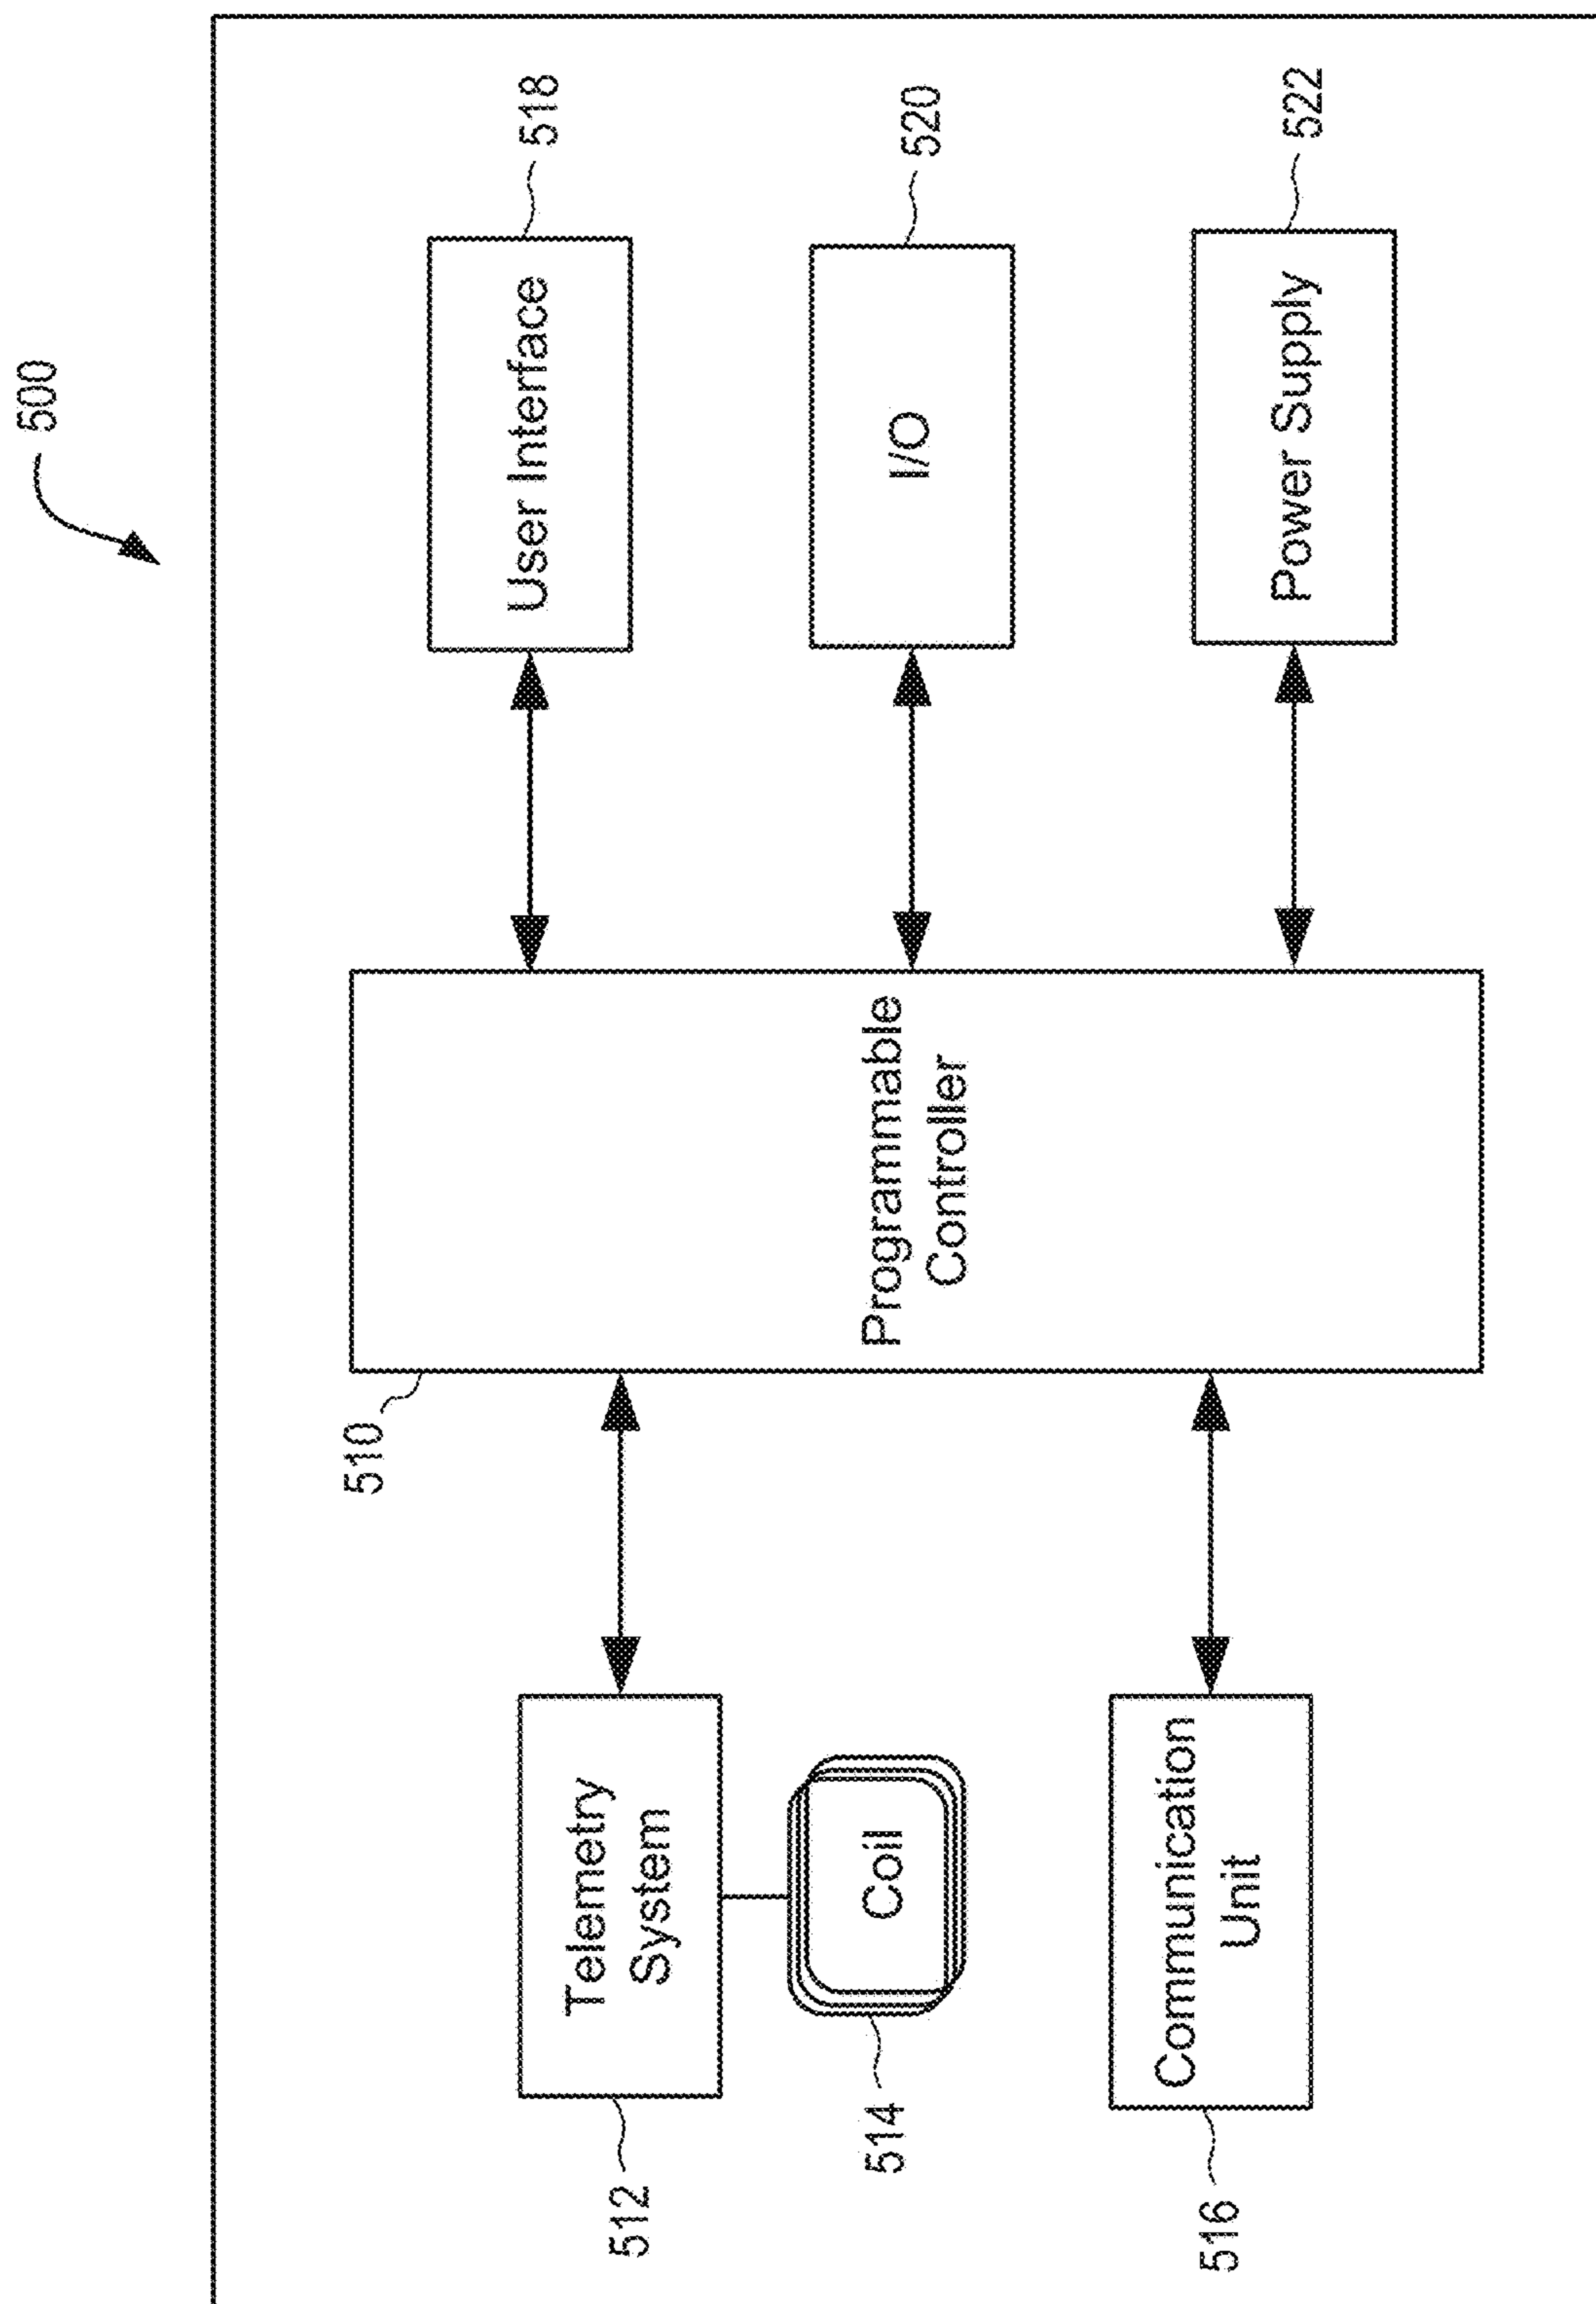 500
510
Programmable
Controller
512
Telemetry
System
514
Coil
516
Communication
Unit
User Interface
518
I/O
520
Power Supply
522